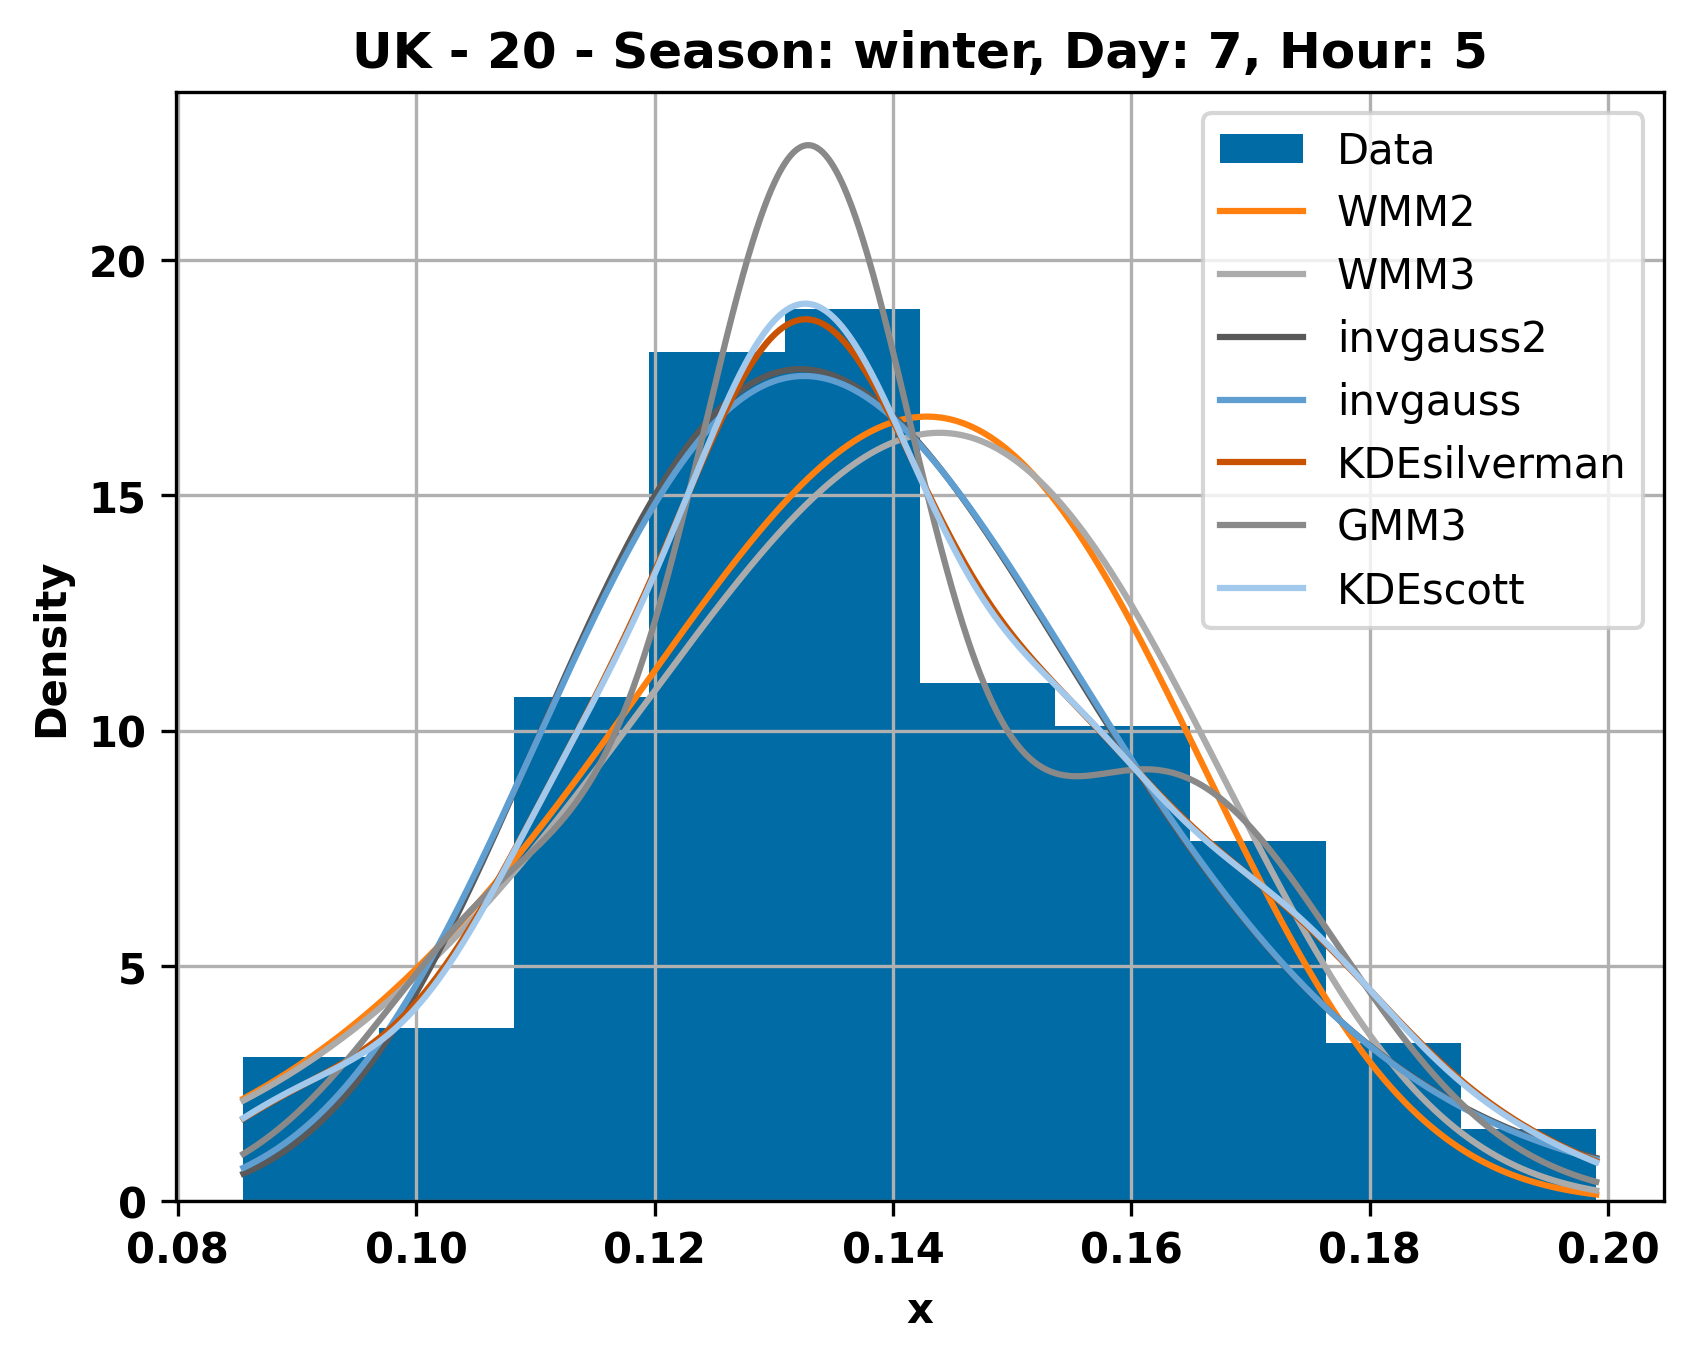 UK - 20 - Season: winter, Day: 7, Hour: 5
Density
20
15
10
5
0
0.08 0.10 0.12 0.14 0.16 0.18 0.20
x
Data
WMM2
WMM3
invgauss2
invgauss
KDEsilverman
GMM3
KDEscott